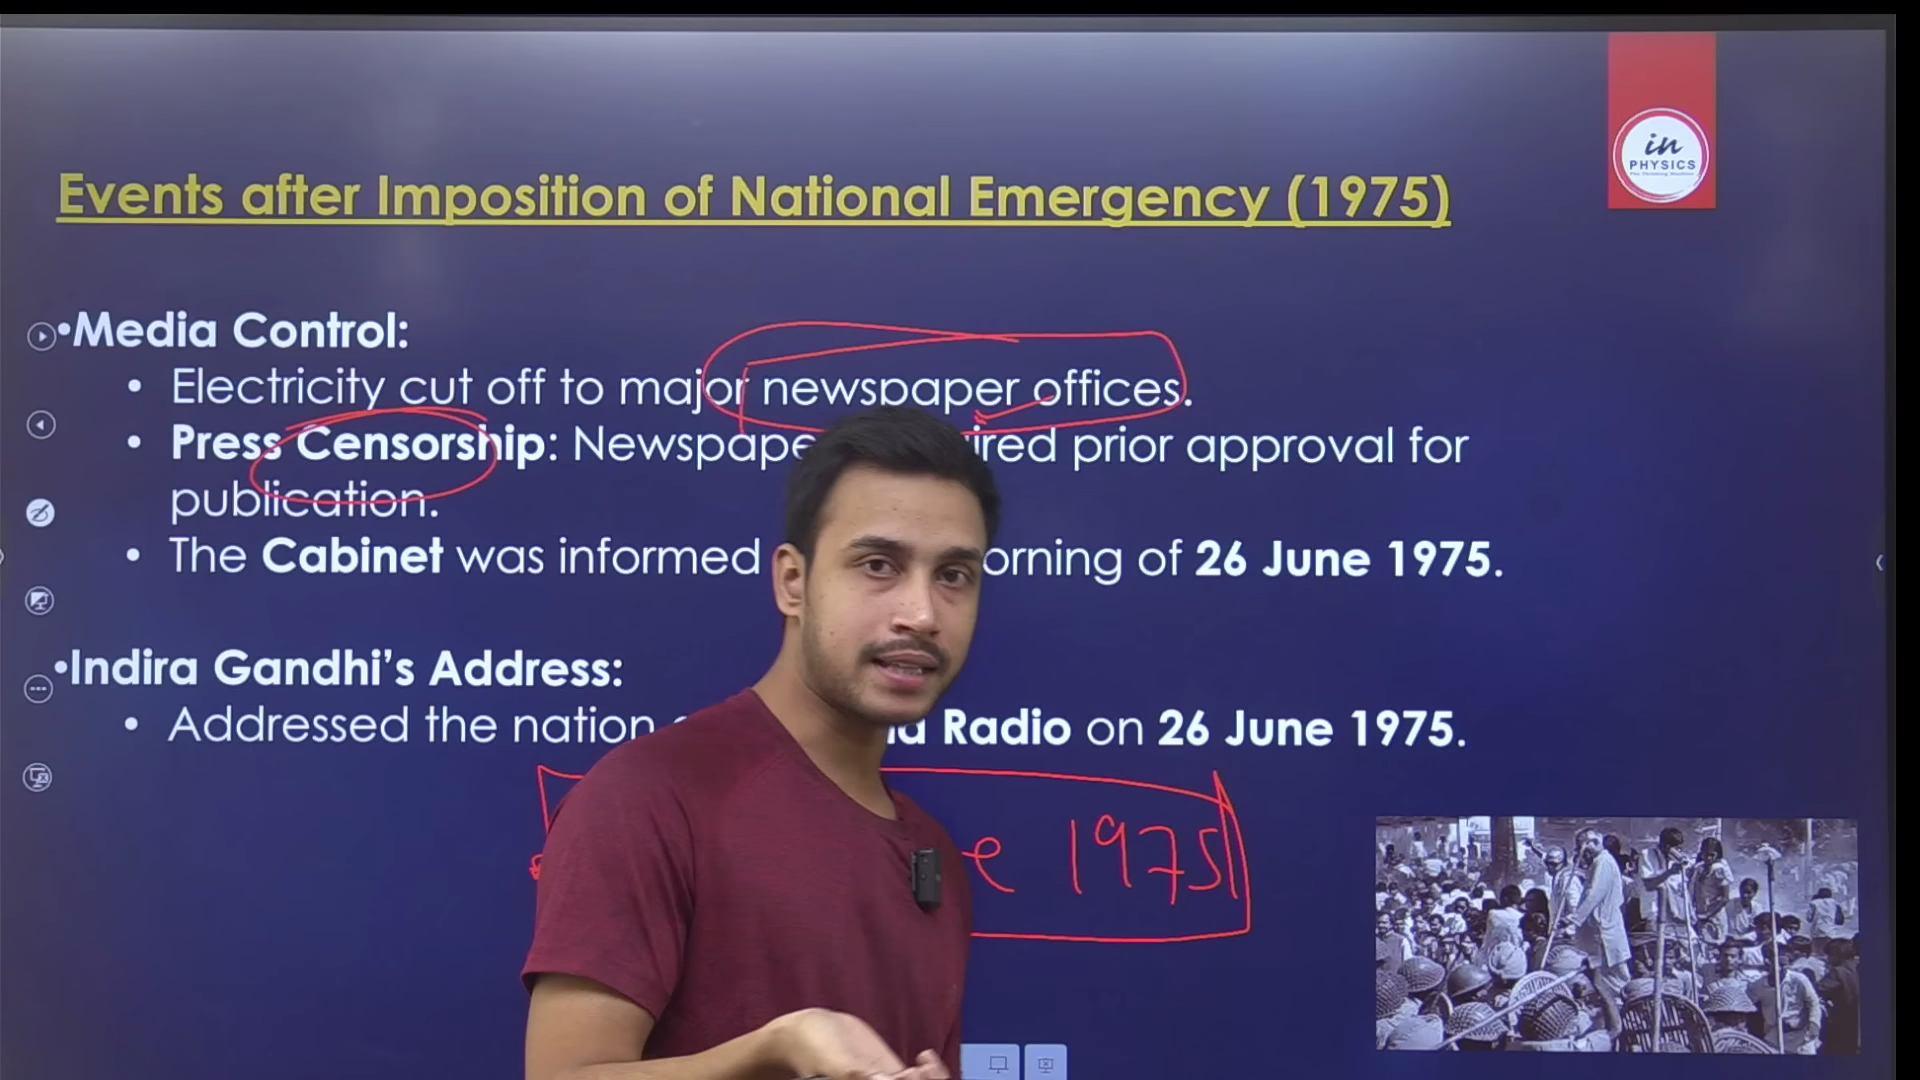 in
PHYSICS
Events after Imposition of National Emergency (1975)
•Media Control:
• Electricity cut off to major newspaper offices.
• Press Censorship: Newspape ired prior approval for
publication.
• The Cabinet was informed orning of 26 June 1975.
•Indira Gandhi's Address:
• Addressed the nation Radio on 26 June 1975.
e 1975